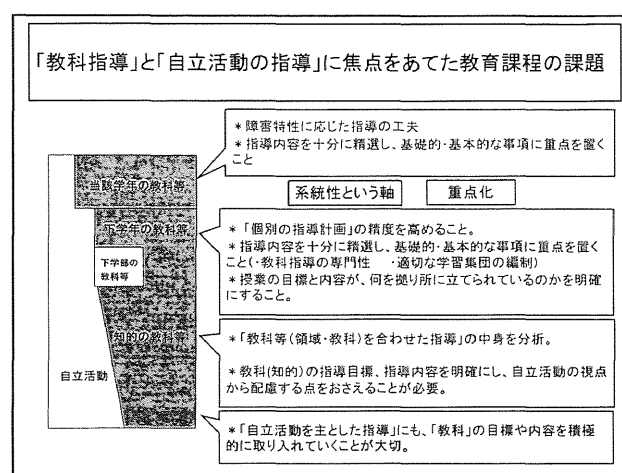 「教科指導」と「自立活動の指導」に焦点をあてた教育課程の課題
＊障害特性に応じた指導の工夫
＊指導内容を十分に精選し、基礎的・基本的な事項に重点を置く
こと
当該学年の教科等
系統性という軸
重点化
下学年の教科等
＊「個別の指導計画」の精度を高めること。
＊指導内容を十分に精選し、基礎的・基本的な事項に重点を置く
こと(・教科指導の専門性　・適切な学習集団の編制)
＊授業の目標と内容が、何を拠り所に立てられているのかを明確
にすること。
下学部の
教科等
知的の教科等
＊「教科等(領域・教科)を合わせた指導」の中身を分析。
＊教科(知的)の指導目標、指導内容を明確にし、自立活動の視点
から配慮する点をおさえることが必要。
自立活動
＊「自立活動を主とした指導」にも、「教科」の目標や内容を積極
的に取り入れていくことが大切。